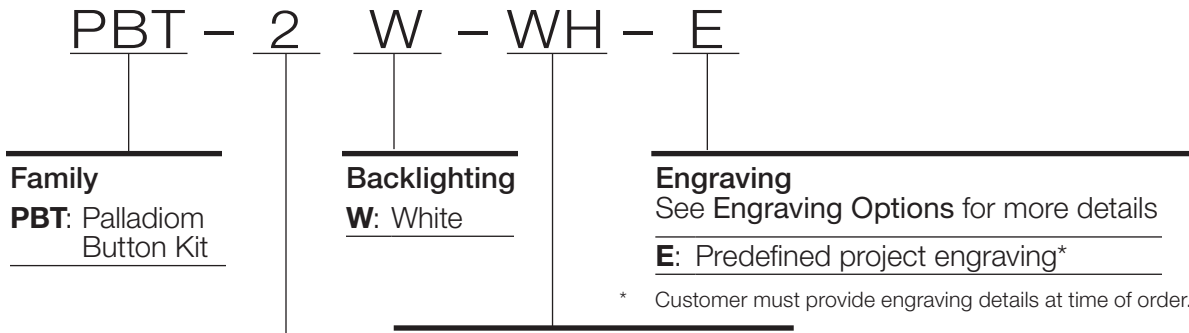 PBT – 2 W – WH – E
Family
PBT: Palladiom
Button Kit
Backlighting
W: White
Engraving
See Engraving Options for more details
E: Predefined project engraving*
* Customer must provide engraving details at time of order.